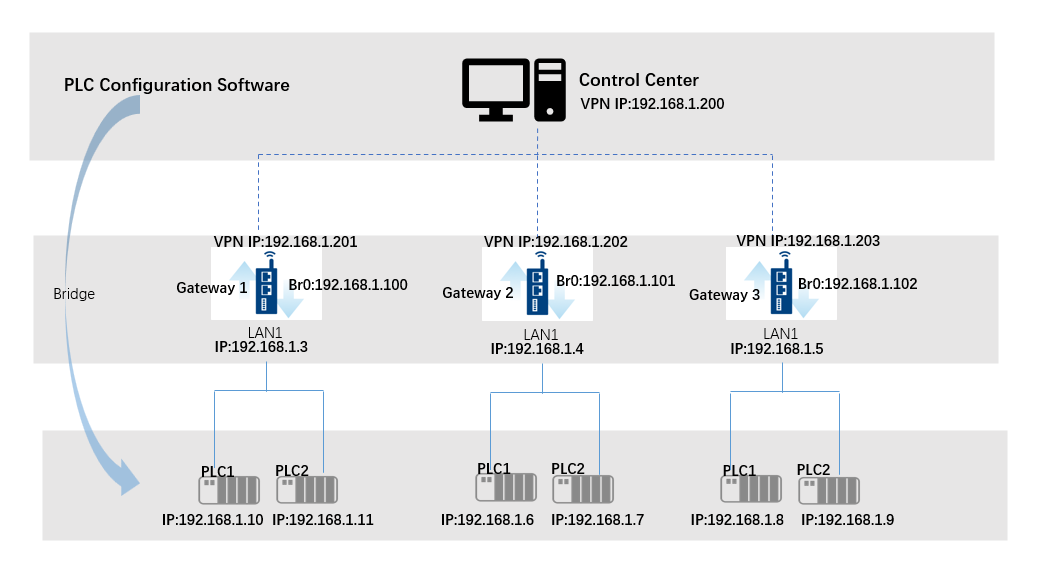 PLC Configuration Software
Control Center
VPN IP:192.168.1.200
VPN IP:192.168.1.201
VPN IP:192.168.1.202
VPN IP:192.168.1.203
Bridge
Gateway 1
Br0:192.168.1.100
Gateway 2
Br0:192.168.1.101
Gateway 3
Br0:192.168.1.102
LAN1
IP:192.168.1.3
LAN1
IP:192.168.1.4
LAN1
IP:192.168.1.5
PLC1
PLC2
PLC1
PLC2
PLC1
PLC2
IP:192.168.1.10
IP:192.168.1.11
IP:192.168.1.6
IP:192.168.1.7
IP:192.168.1.8
IP:192.168.1.9